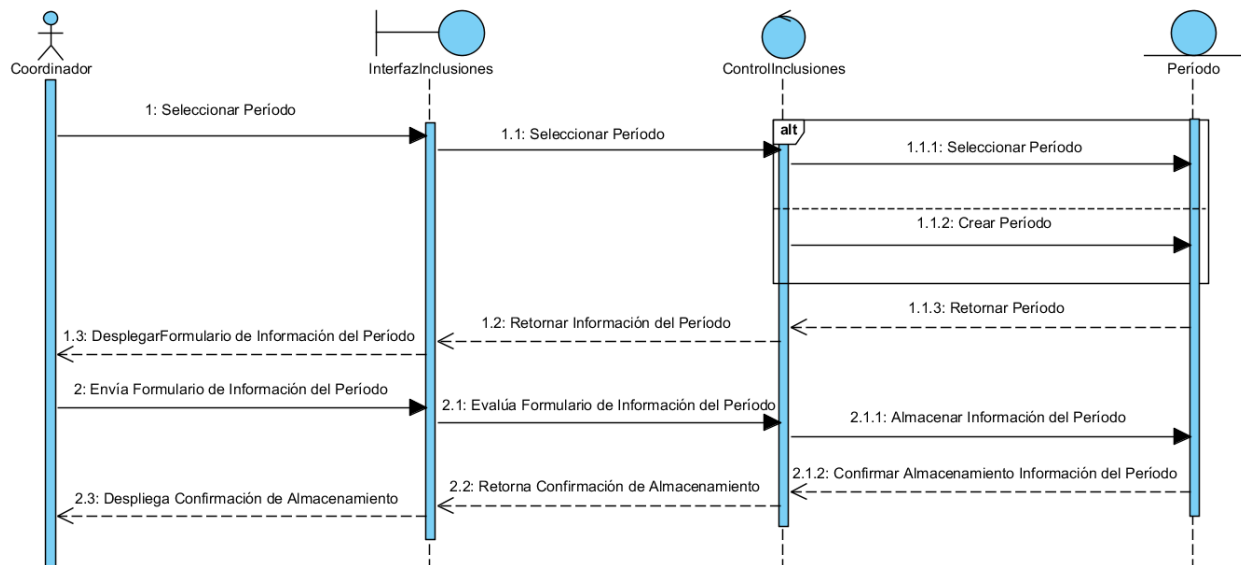 Coordinador
InterfazInclusiones
ControlInclusiones
Período
1: Seleccionar Período
1.1: Seleccionar Período
alt
1.1.1: Seleccionar Período
1.1.2: Crear Período
1.1.3: Retornar Período
1.2: Retornar Información del Período
1.3: DesplegarFormulario de Información del Período
2: Envía Formulario de Información del Período
2.1: Evalúa Formulario de Información del Período
2.1.1: Almacenar Información del Período
2.1.2: Confirmar Almacenamiento Información del Período
2.2: Retorna Confirmación de Almacenamiento
2.3: Despliega Confirmación de Almacenamiento